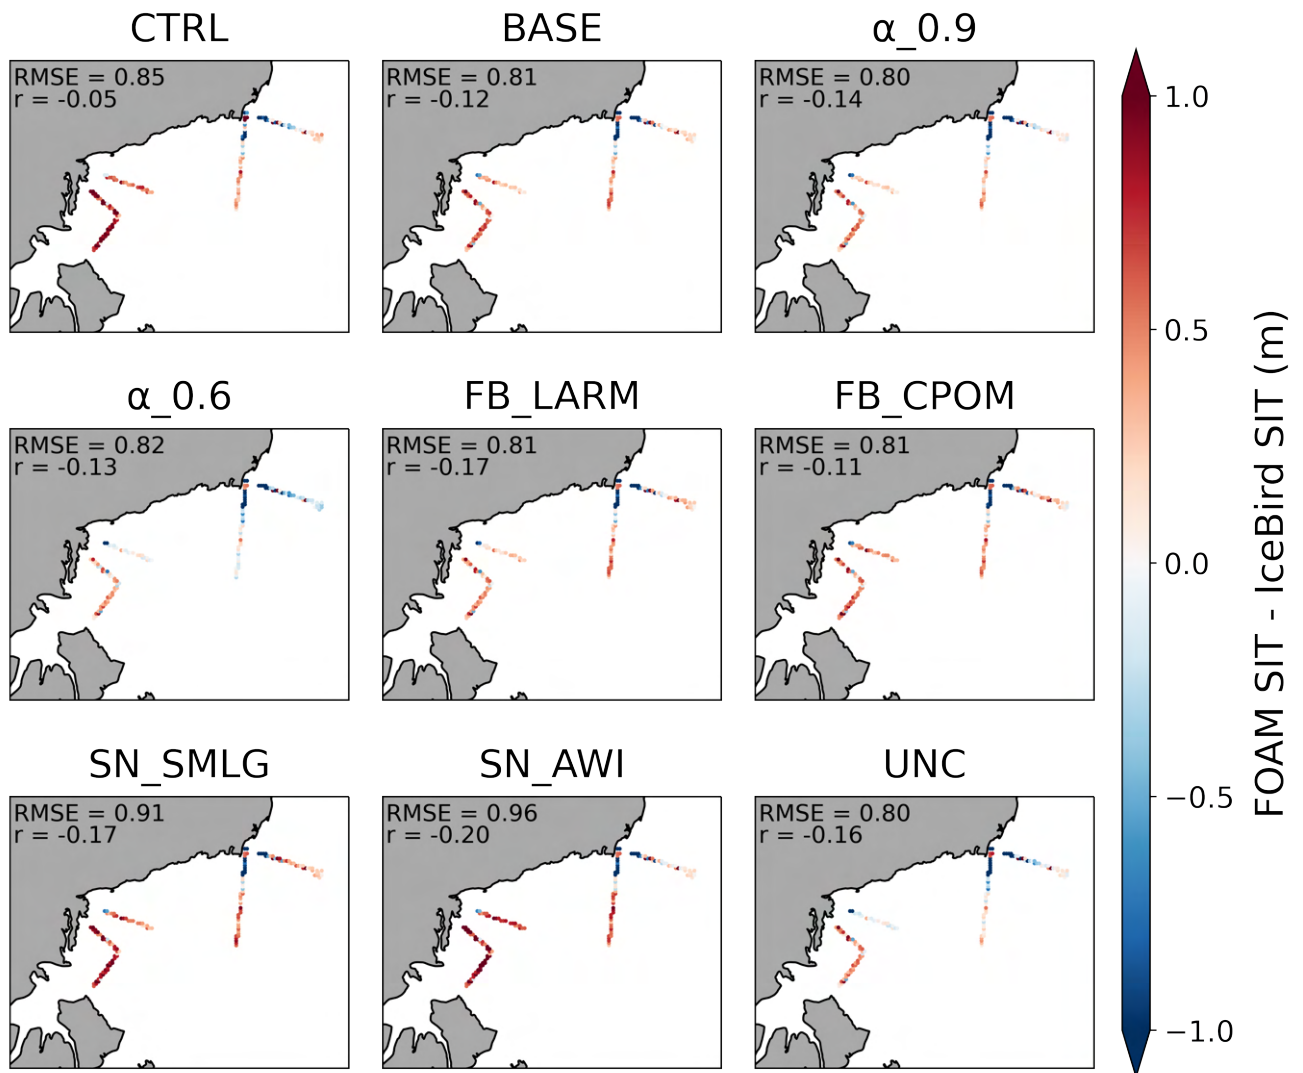 CTRL
RMSE = 0.85
r = -0.05
BASE
RMSE = 0.81
r = -0.12
α_0.9
RMSE = 0.80
r = -0.14
α_0.6
RMSE = 0.82
r = -0.13
FB_LARM
RMSE = 0.81
r = -0.17
FB_CPOM
RMSE = 0.81
r = -0.11
SN_SMLG
RMSE = 0.91
r = -0.17
SN_AWI
RMSE = 0.96
r = -0.20
UNC
RMSE = 0.80
r = -0.16
1.0
0.5
0.0
−0.5
−1.0
FOAM SIT - IceBird SIT (m)